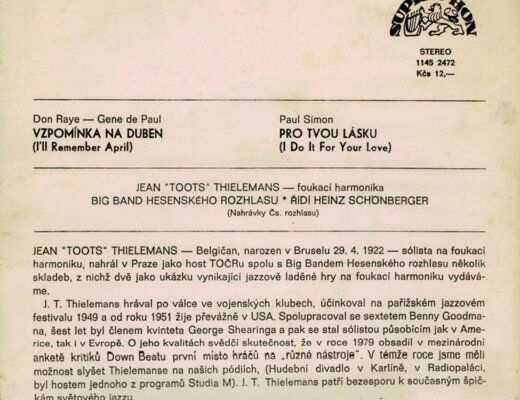 SUPRAPHON
STEREO
1145 2472
Kčs 12,—
Don Raye — Gene de Paul
VZPOMÍNKA NA DUBEN
(I'll Remember April)
Paul Simon
PRO TVOU LÁSKU
(I Do It For Your Love)
JEAN "TOOTS" THIELEMANS — foukací harmonika
BIG BAND HESENSKÉHO ROZHLASU * ŘÍDÍ HEINZ SCHÖNBERGER
(Nahrávky Čs. rozhlasu)
JEAN "TOOTS" THIELEMANS — Belgičan, narozen v Bruselu 29. 4. 1922 — sólista na foukací
harmoniku, nahrál v Praze jako host TOČRu spolu s Big Bandem Hesenského rozhlasu několik
skladeb, z nichž dvě jako ukázku vynikající jazzově laděné hry na foukací harmoniku vydává-
me.
J. T. Thielemans hrával po válce ve vojenských klubech, účinkoval na pařížském jazzovém
festivalu 1949 a od roku 1951 žije převážně v USA. Spolupracoval se sextetem Benny Goodma-
na, šest let byl členem kvinteta George Shearinga a pak se stal sólistou působícím jak v Ame-
rice, tak i v Evropě. O jeho kvalitách svědčí skutečnost, že v roce 1979 obsadil v mezinárodní
anketě kritiků Down Beatu první místo hráčů na „různé nástroje". V témže roce jsme měli
možnost slyšet Thielemanse na našich pódiích, (Hudební divadlo v Karlíně, v Radiopaláci,
byl hostem jednoho z programů Studia M). J. T. Thielemans patří bezesporu k současným špič-
kám světového jazzu.